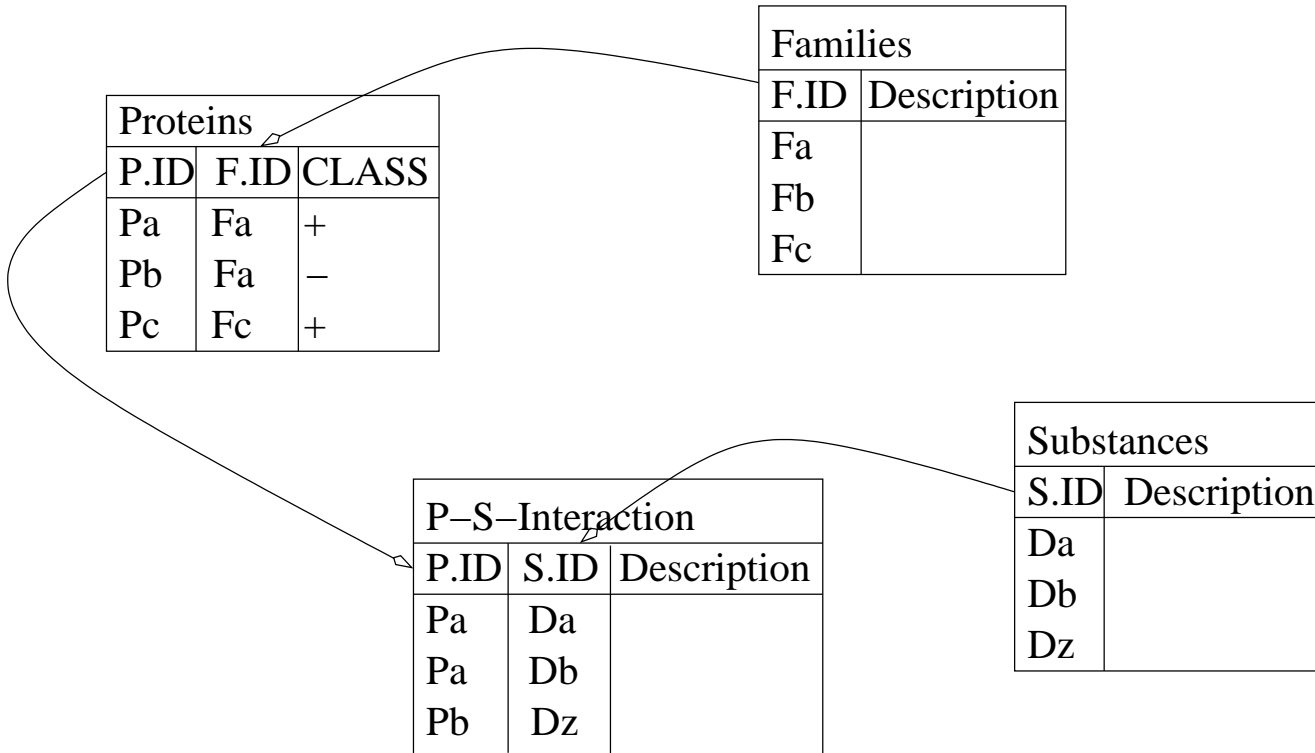 Families
F.ID Description
Fa
Fb
Fc
Proteins
P.ID F.ID CLASS
Pa Fa +
Pb Fa −
Pc Fc +
Substances
S.ID Description
Da
Db
Dz
P−S−Interaction
P.ID S.ID Description
Pa Da
Pa Db
Pb Dz